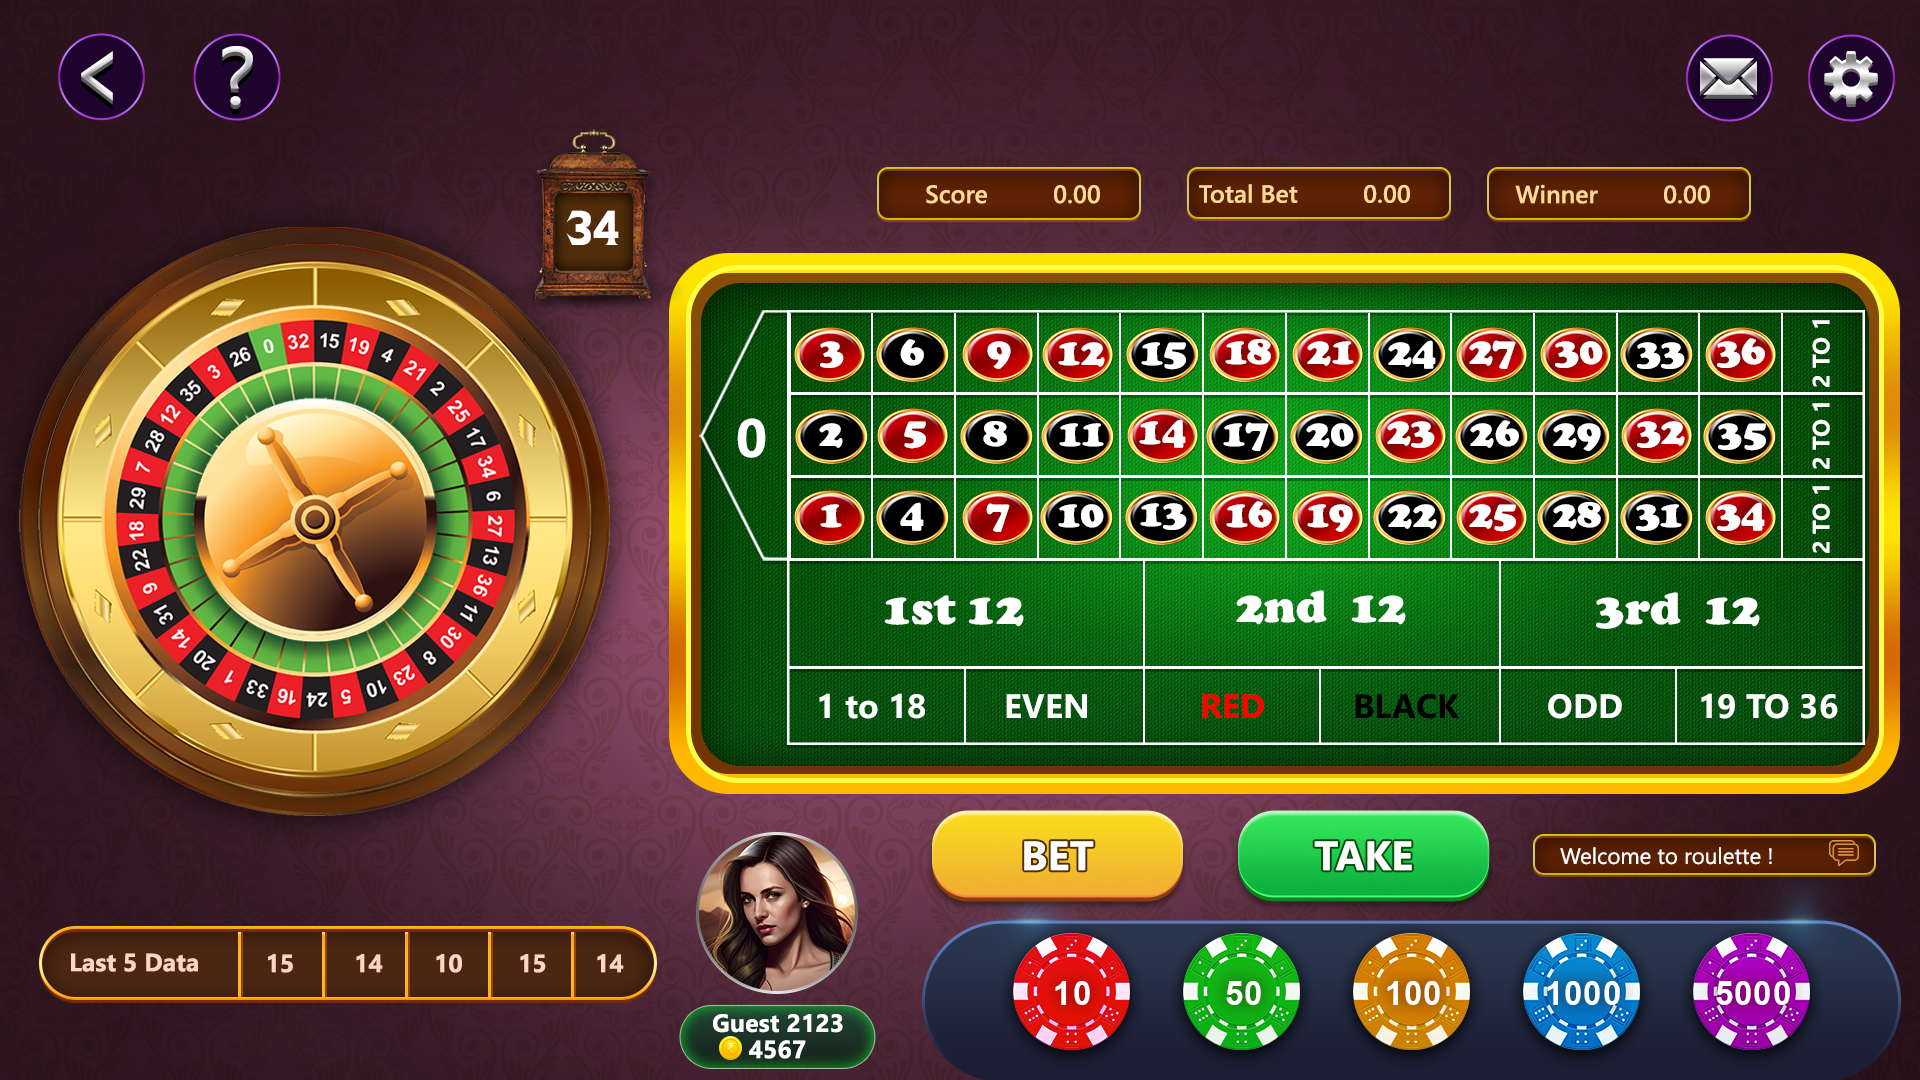 ?
34
Score 0.00
Total Bet 0.00
Winner 0.00
0 32 15 19 4 21 2 25 17 34 6 27 13 36 11 30 8 23 10 5 24 16 33 1 20 14 31 9 22 18 29 7 28 12 35 3 26
3 6 9 12 15 18 21 24 27 30 33 36 2 TO 1
0
2 5 8 11 14 17 20 23 26 29 32 35 2 TO 1
1 4 7 10 13 16 19 22 25 28 31 34 2 TO 1
1st 12 2nd 12 3rd 12
1 to 18 EVEN RED BLACK ODD 19 TO 36
BET
TAKE
Welcome to roulette !
Last 5 Data 15 14 10 15 14
Guest 2123
4567
10 50 100 1000 5000